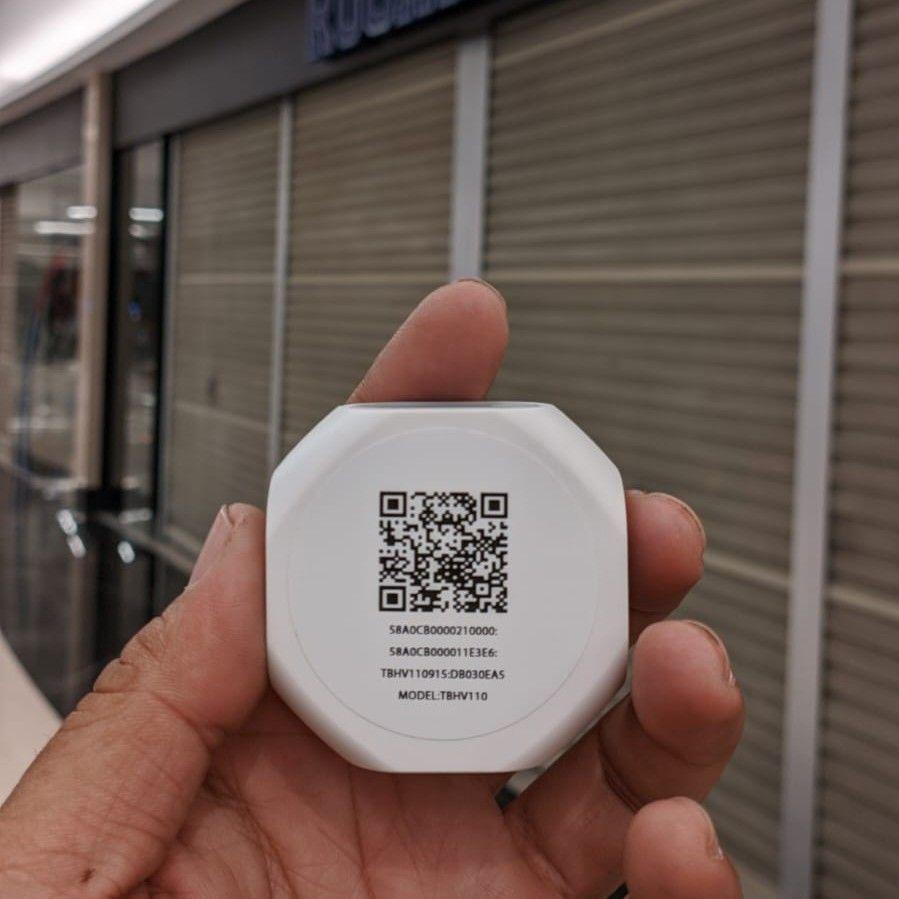 58A0CB0000210000:
58A0CB000011E3E6:
TBHV110915:DB030EA5
MODEL:TBHV110